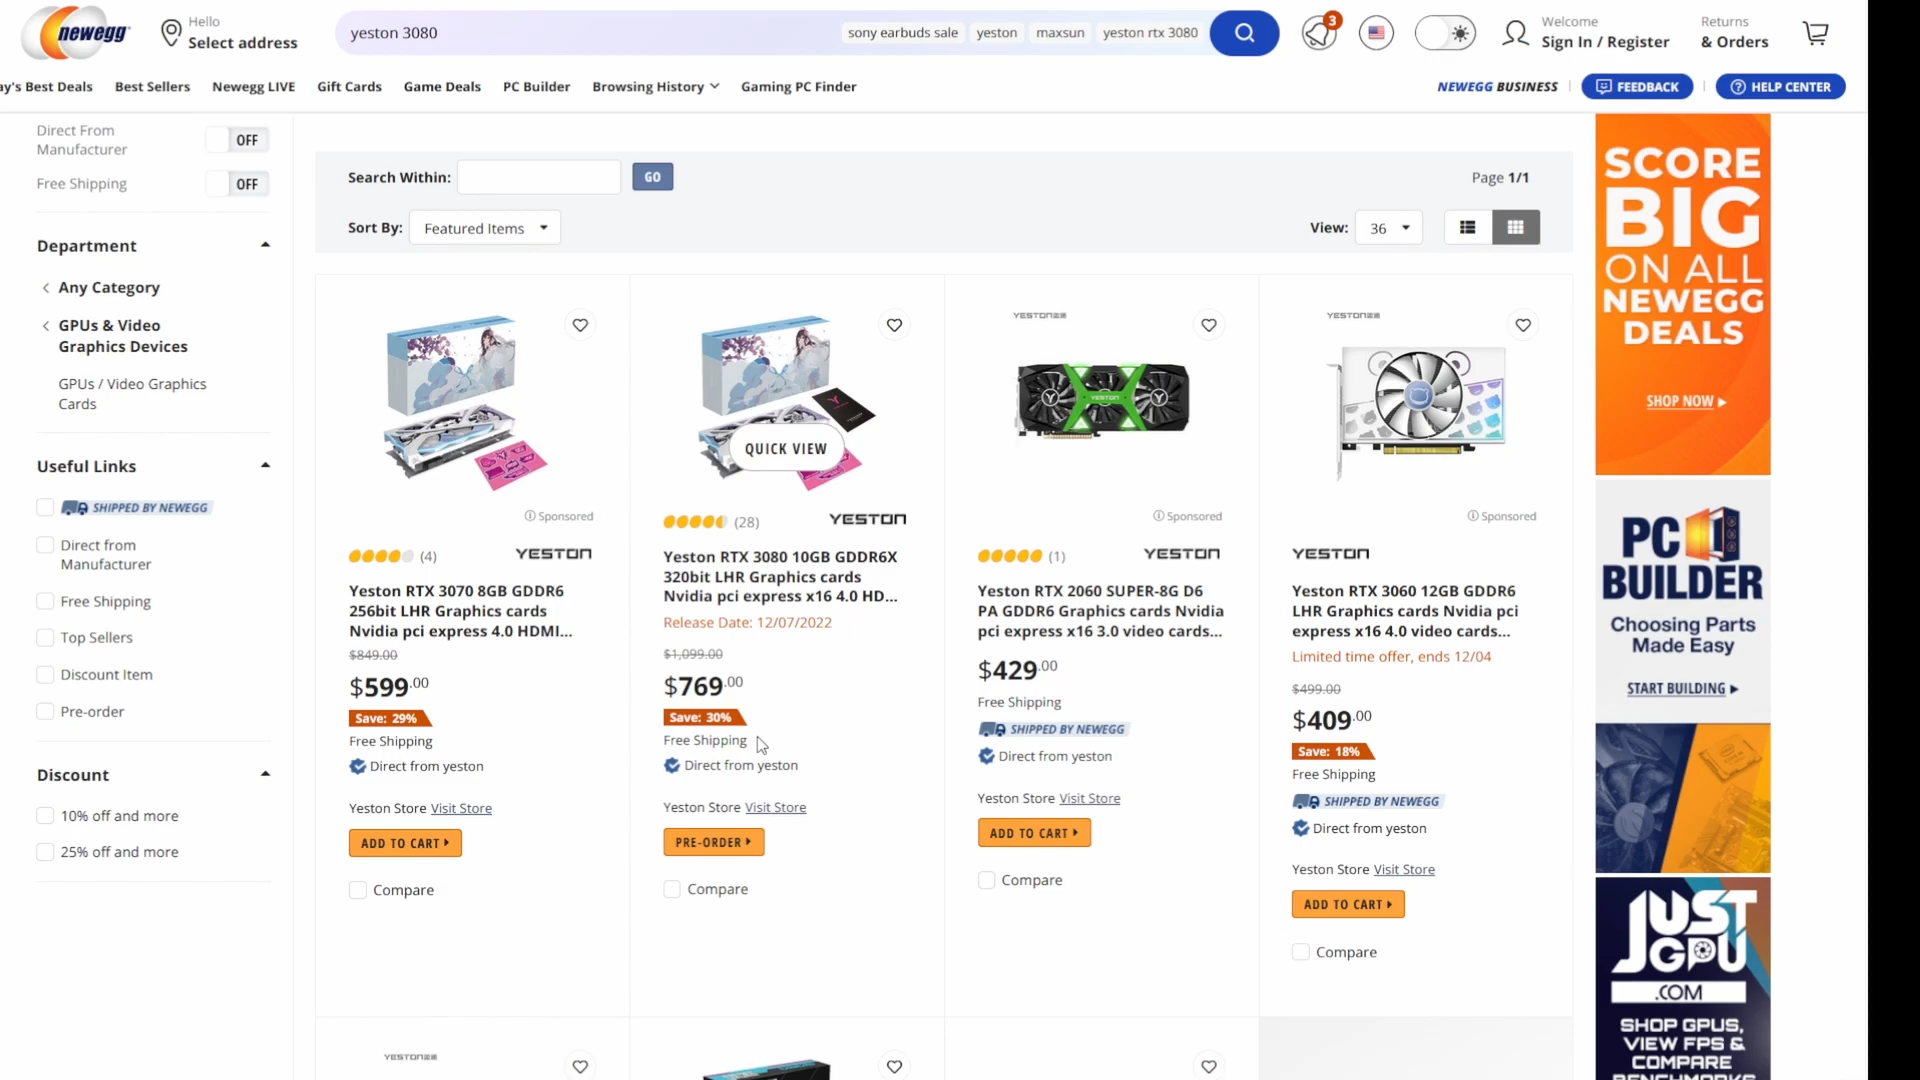 newegg
Hello
Select address
yeston 3080
sony earbuds sale
yeston
maxsun
yeston rtx 3080
3
Welcome
Sign In / Register
Returns
& Orders
ay's Best Deals
Best Sellers
Newegg LIVE
Gift Cards
Game Deals
PC Builder
Browsing History
Gaming PC Finder
NEWEGG BUSINESS
FEEDBACK
HELP CENTER
Direct From
Manufacturer
OFF
Free Shipping
OFF
Department
Any Category
GPUs & Video
Graphics Devices
GPUs / Video Graphics
Cards
Useful Links
SHIPPED BY NEWEGG
Direct from
Manufacturer
Free Shipping
Top Sellers
Discount Item
Pre-order
Discount
10% off and more
25% off and more
Search Within:
GO
Page 1/1
Sort By:
Featured Items
View:
36
Sponsored
(4)
YESTON
Yeston RTX 3070 8GB GDDR6
256bit LHR Graphics cards
Nvidia pci express 4.0 HDMI...
$849.00
$599.00
Save: 29%
Free Shipping
Direct from yeston
Yeston Store Visit Store
ADD TO CART
Compare
QUICK VIEW
(28)
YESTON
Yeston RTX 3080 10GB GDDR6X
320bit LHR Graphics cards
Nvidia pci express x16 4.0 HD...
Release Date: 12/07/2022
$1,099.00
$769.00
Save: 30%
Free Shipping
Direct from yeston
Yeston Store Visit Store
PRE-ORDER
Compare
YESTON
YESTON
Sponsored
(1)
YESTON
Yeston RTX 2060 SUPER-8G D6
PA GDDR6 Graphics cards Nvidia
pci express x16 3.0 video cards...
$429.00
Free Shipping
SHIPPED BY NEWEGG
Direct from yeston
Yeston Store Visit Store
ADD TO CART
Compare
YESTON
Sponsored
YESTON
Yeston RTX 3060 12GB GDDR6
LHR Graphics cards Nvidia pci
express x16 4.0 video cards...
Limited time offer, ends 12/04
$499.00
$409.00
Save: 18%
Free Shipping
SHIPPED BY NEWEGG
Direct from yeston
Yeston Store Visit Store
ADD TO CART
Compare
YESTON
SCORE
BIG
ON ALL
NEWEGG
DEALS
SHOP NOW
PC
BUILDER
Choosing Parts
Made Easy
START BUILDING
JUST
GPU
.COM
SHOP GPUS,
VIEW FPS &
COMPARE
BENCHMARKS